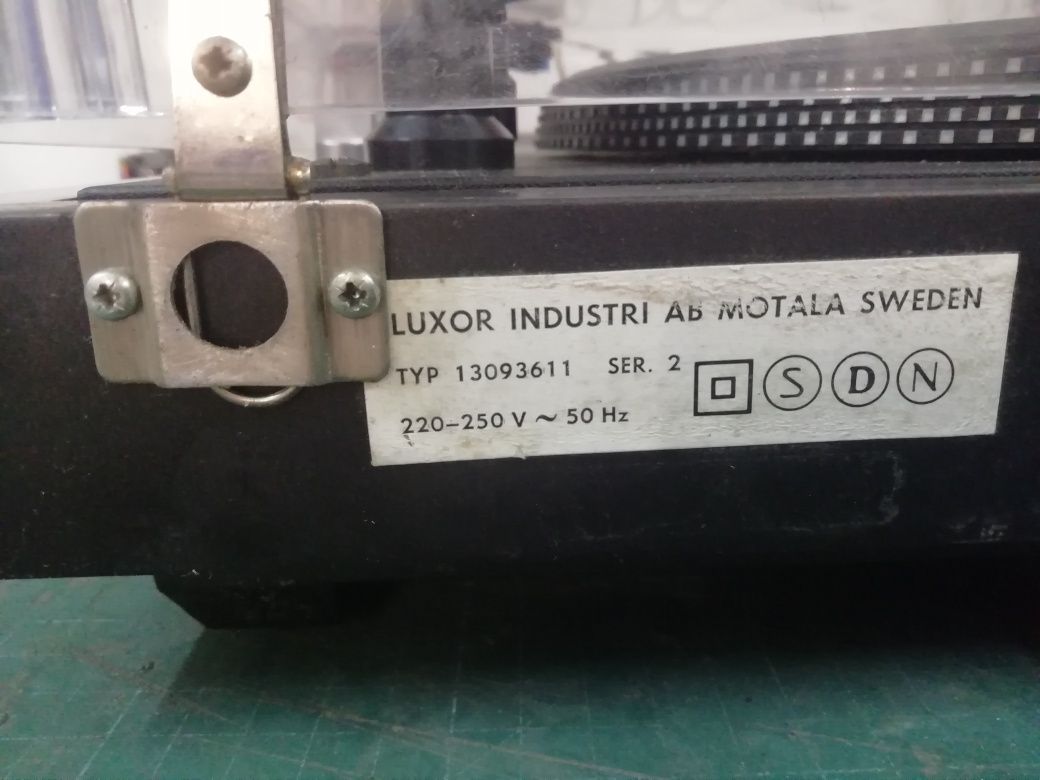 LUXOR INDUSTRI AB MOTALA SWEDEN
TYP 13093611 SER. 2
S D N
220–250 V ~ 50 Hz